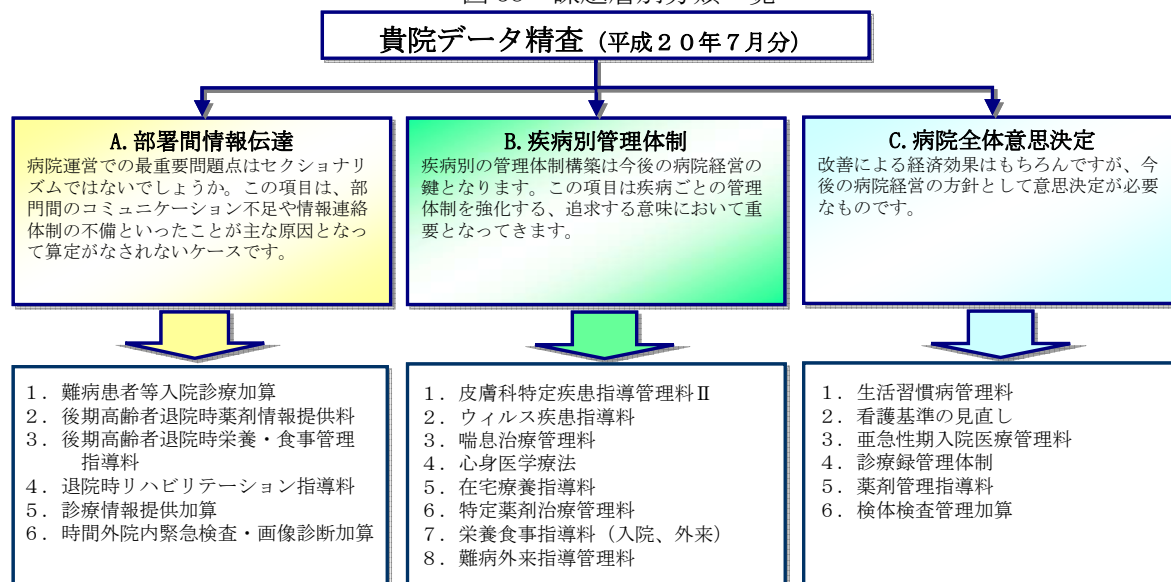 貴院データ精査(平成20年7月分)
A.部署間情報伝達
病院運営での最重要問題点はセクショナリ
ズムではないでしょうか。この項目は、部
門間のコミュニケーション不足や情報連絡
体制の不備といったことが主な原因となっ
て算定がなされないケースです。
B.疾病別管理体制
疾病別の管理体制構築は今後の病院経営の
鍵となります。この項目は疾病ごとの管理
体制を強化する、追求する意味において重
要となってきます。
C.病院全体意思決定
改善による経済効果はもちろんですが、今
後の病院経営の方針として意思決定が必要
なものです。
1.難病患者等入院診療加算
2.後期高齢者退院時薬剤情報提供料
3.後期高齢者退院時栄養・食事管理
指導料
4.退院時リハビリテーション指導料
5.診療情報提供加算
6.時間外院内緊急検査・画像診断加算
1.皮膚科特定疾患指導管理料Ⅱ
2.ウィルス疾患指導料
3.喘息治療管理料
4.心身医学療法
5.在宅療養指導料
6.特定薬剤治療管理料
7.栄養食事指導料(入院、外来)
8.難病外来指導管理料
1.生活習慣病管理料
2.看護基準の見直し
3.亜急性期入院医療管理料
4.診療録管理体制
5.薬剤管理指導料
6.検体検査管理加算